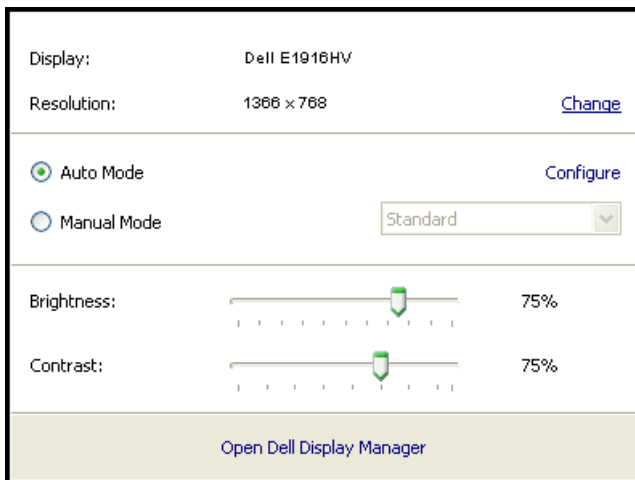 Display: Dell E1916HV
Resolution: 1366 x 768 Change
Auto Mode Configure
Manual Mode Standard
Brightness: 75%
Contrast: 75%
Open Dell Display Manager